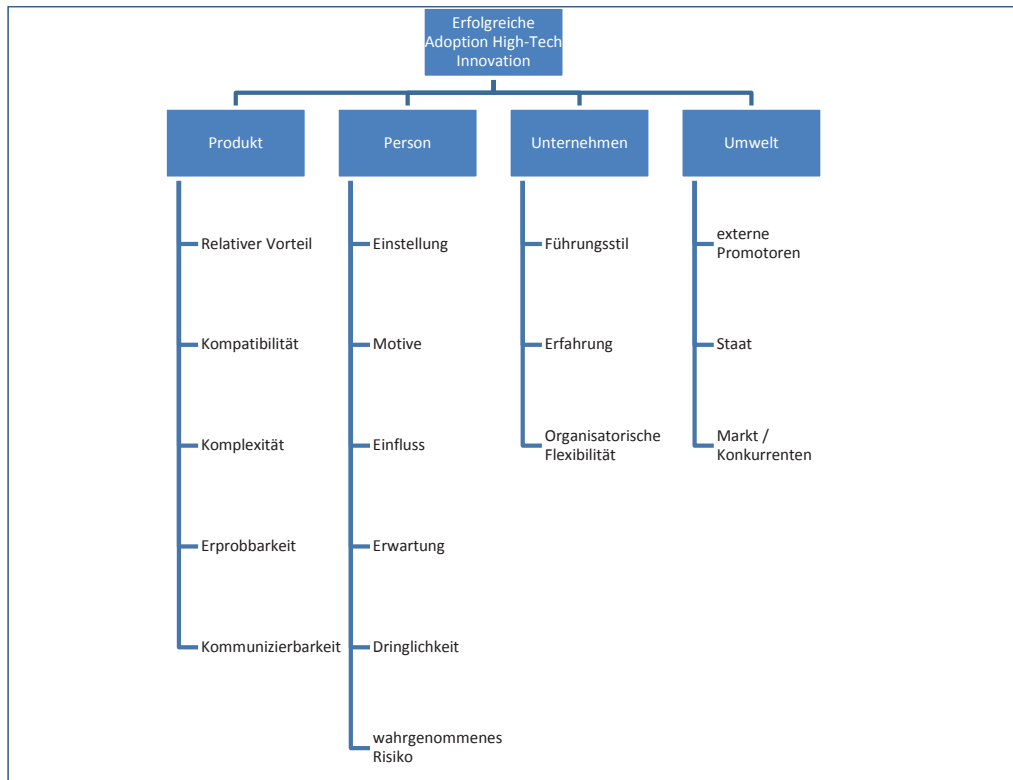 Erfolgreiche
Adoption High-Tech
Innovation
Produkt
Person
Unternehmen
Umwelt
Relativer Vorteil
Kompatibilität
Komplexität
Erprobbarkeit
Kommunizierbarkeit
Einstellung
Motive
Einfluss
Erwartung
Dringlichkeit
wahrgenommenes
Risiko
Führungsstil
Erfahrung
Organisatorische
Flexibilität
externe
Promotoren
Staat
Markt /
Konkurrenten